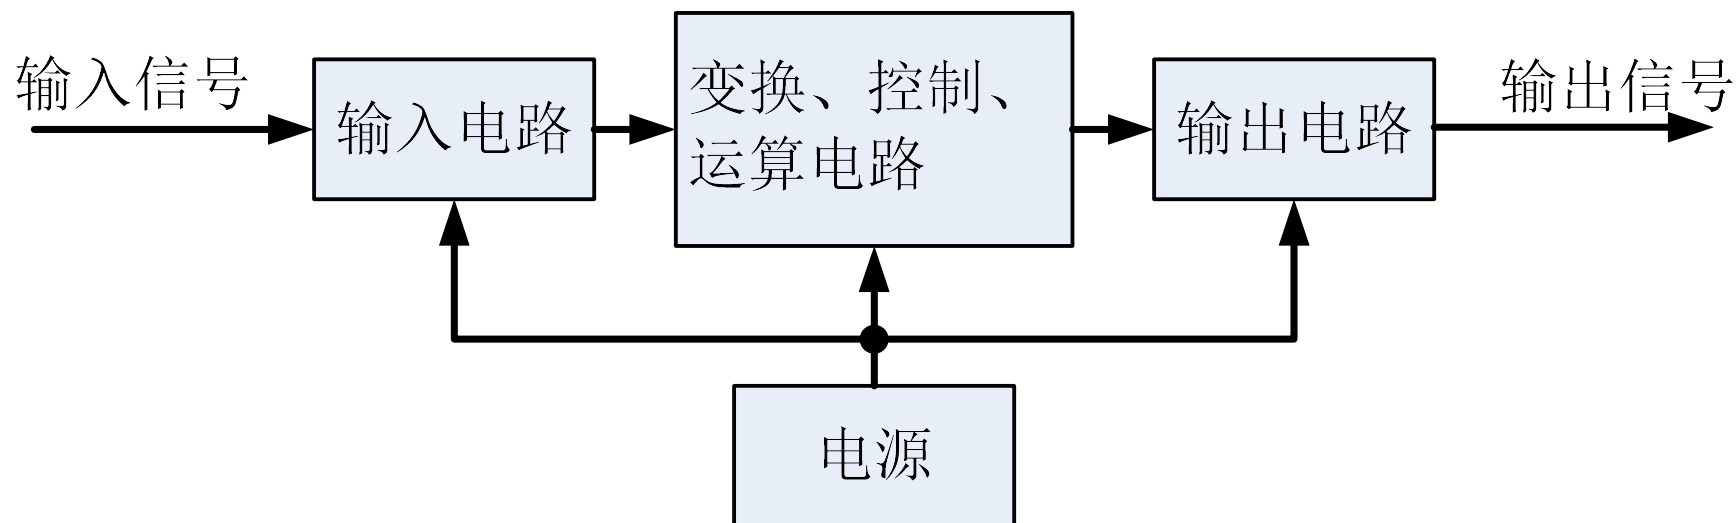 输入信号
输入电路
变换、控制、
运算电路
输出电路
输出信号
电源